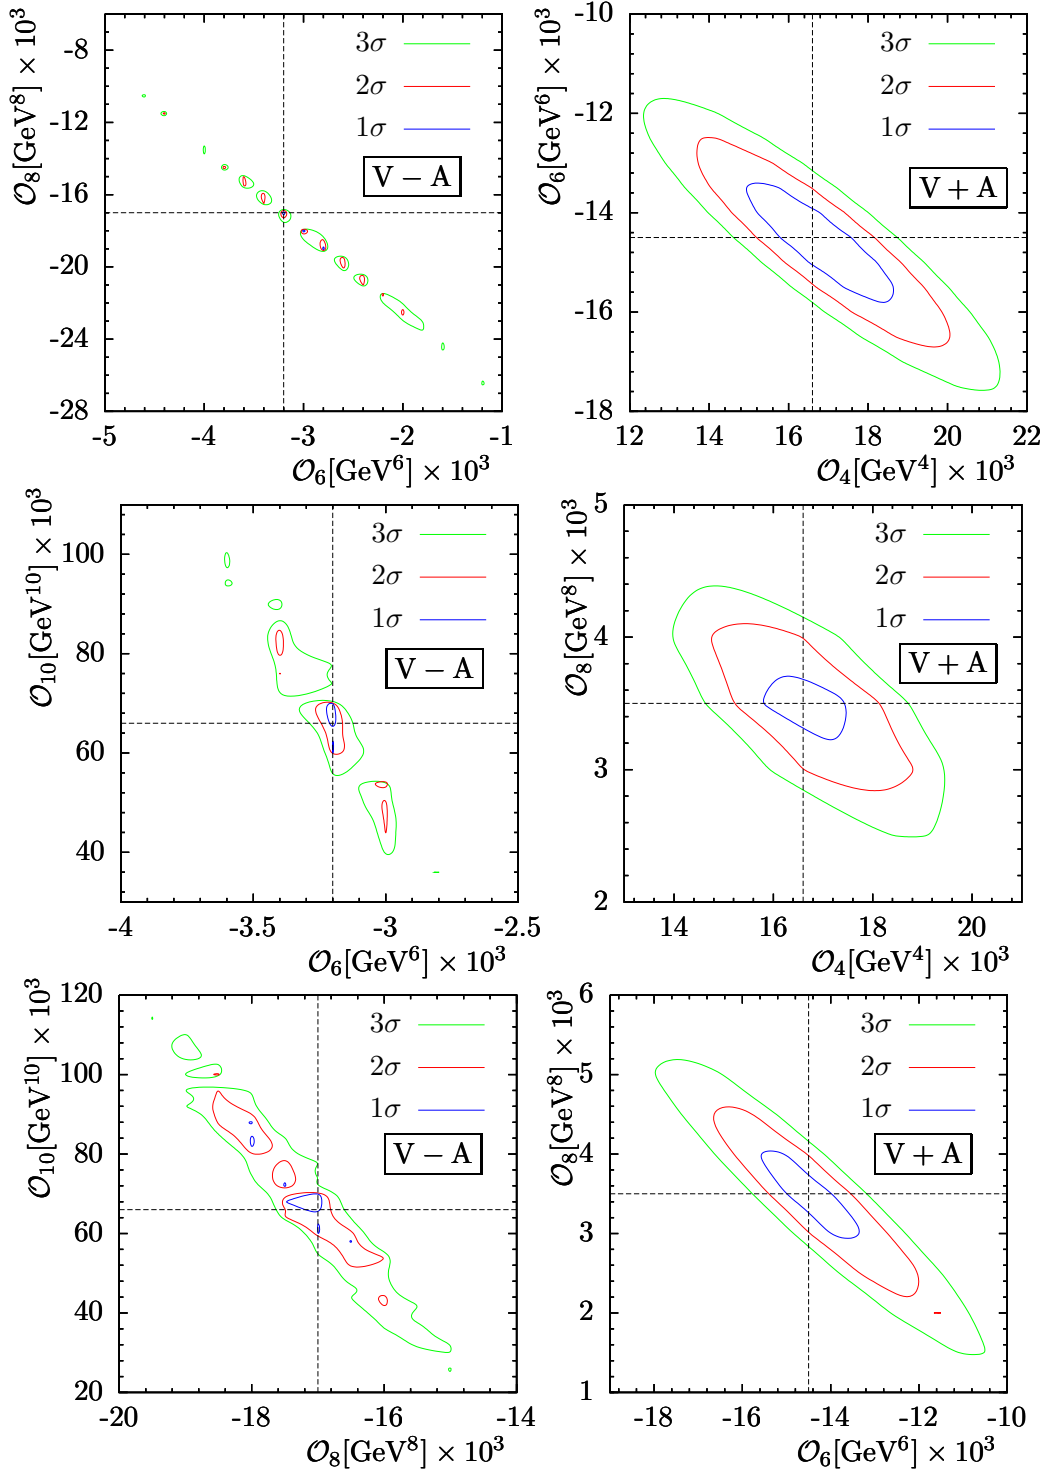 𝒪₈[GeV⁸] × 10³
-8
-12
-16
-20
-24
-28
-5
-4
-3
-2
-1
𝒪₆[GeV⁶] × 10³
3σ
2σ
1σ
V − A
𝒪₆[GeV⁶] × 10³
-10
-12
-14
-16
-18
12
14
16
18
20
22
𝒪₄[GeV⁴] × 10³
3σ
2σ
1σ
V + A
𝒪₁₀[GeV¹⁰] × 10³
100
80
60
40
-4
-3.5
-3
-2.5
𝒪₆[GeV⁶] × 10³
3σ
2σ
1σ
V − A
𝒪₈[GeV⁸] × 10³
5
4
3
2
14
16
18
20
𝒪₄[GeV⁴] × 10³
3σ
2σ
1σ
V + A
𝒪₁₀[GeV¹⁰] × 10³
120
100
80
60
40
20
-20
-18
-16
-14
𝒪₈[GeV⁸] × 10³
3σ
2σ
1σ
V − A
𝒪₈[GeV⁸] × 10³
6
5
4
3
2
1
-18
-16
-14
-12
-10
𝒪₆[GeV⁶] × 10³
3σ
2σ
1σ
V + A